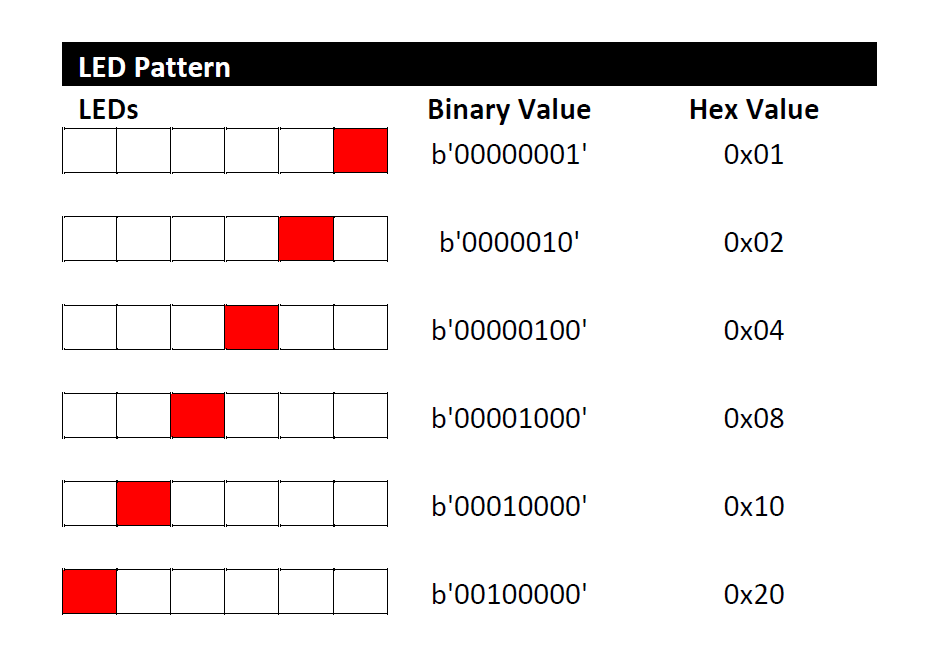 LED Pattern
LEDs Binary Value Hex Value
b'00000001' 0x01
b'0000010' 0x02
b'00000100' 0x04
b'00001000' 0x08
b'00010000' 0x10
b'00100000' 0x20